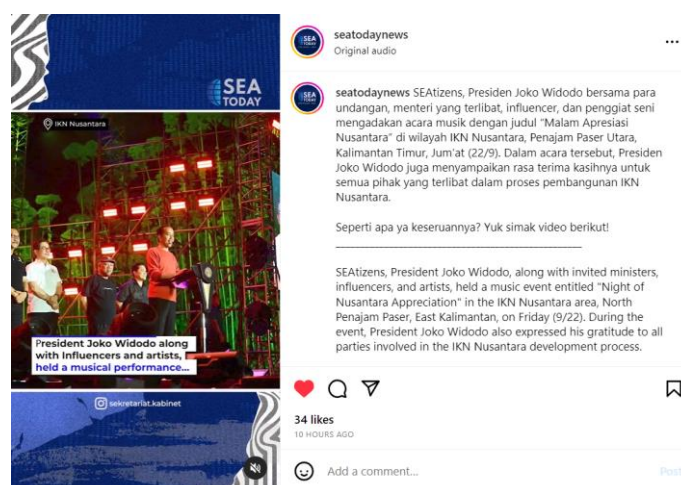 SEA
TODAY
IKN Nusantara
President Joko Widodo along
with Influencers and artists,
held a musical performance...
sekretariat.kabinet
seatodaynews
Original audio
seatodaynews SEAtizens, Presiden Joko Widodo bersama para
undangan, menteri yang terlibat, influencer, dan penggiat seni
mengadakan acara musik dengan judul "Malam Apresiasi
Nusantara" di wilayah IKN Nusantara, Penajam Paser Utara,
Kalimantan Timur, Jum'at (22/9). Dalam acara tersebut, Presiden
Joko Widodo juga menyampaikan rasa terima kasihnya untuk
semua pihak yang terlibat dalam proses pembangunan IKN
Nusantara.
Seperti apa ya keseruannya? Yuk simak video berikut!
SEAtizens, President Joko Widodo, along with invited ministers,
influencers, and artists, held a music event entitled "Night of
Nusantara Appreciation" in the IKN Nusantara area, North
Penajam Paser, East Kalimantan, on Friday (9/22). During the
event, President Joko Widodo also expressed his gratitude to all
parties involved in the IKN Nusantara development process.
34 likes
10 HOURS AGO
Add a comment...
Post